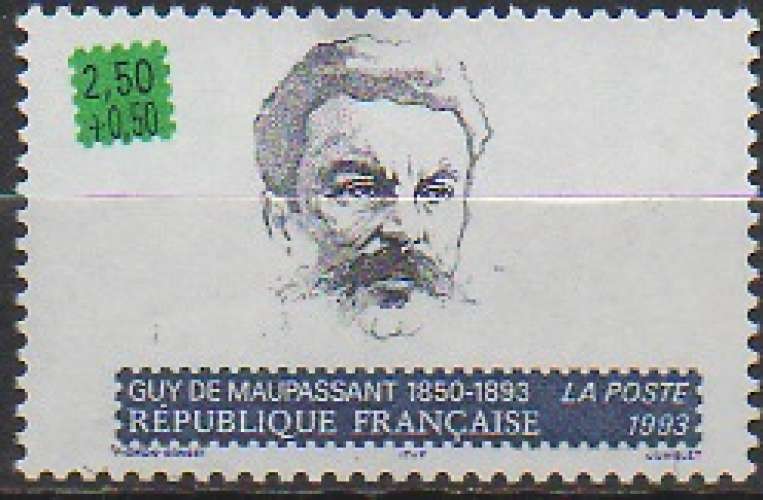 2,50
+0,50
GUY DE MAUPASSANT 1850-1893 LA POSTE
RÉPUBLIQUE FRANÇAISE 1993